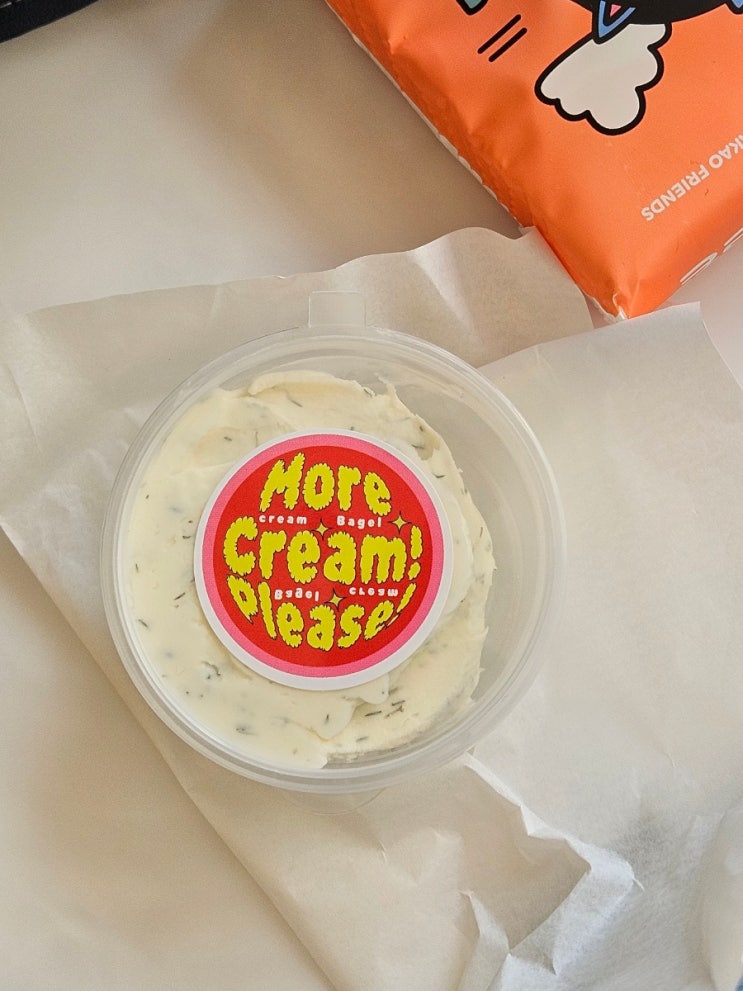 KAO FRIENDS
More
cream Bagel
Cream!
Bagel cream
please!